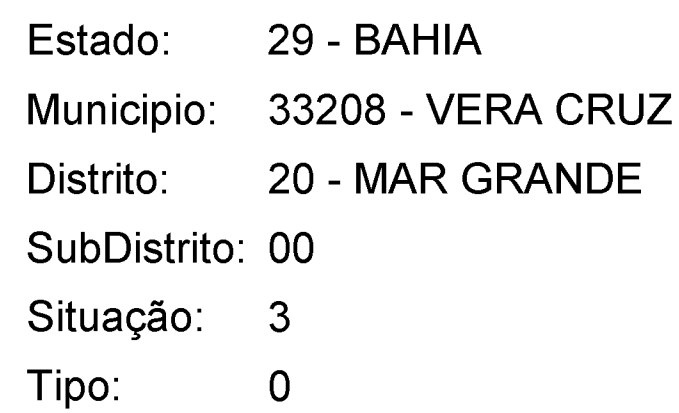 Estado: 29 - BAHIA
Municipio: 33208 - VERA CRUZ
Distrito: 20 - MAR GRANDE
SubDistrito: 00
Situação: 3
Tipo: 0